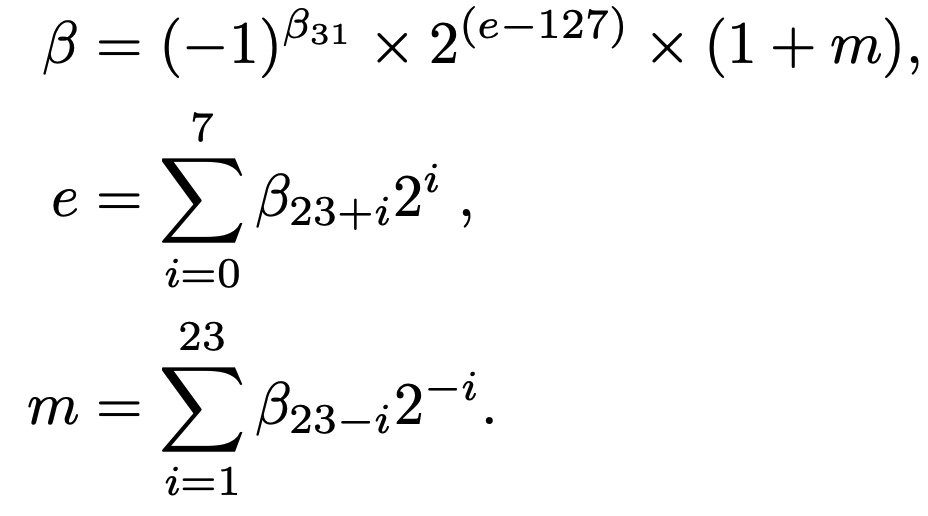 β = (−1)^{β_{31}} × 2^{(e−127)} × (1 + m),
e = \sum_{i=0}^{7} β_{23+i} 2^{i} ,
m = \sum_{i=1}^{23} β_{23−i} 2^{−i}.